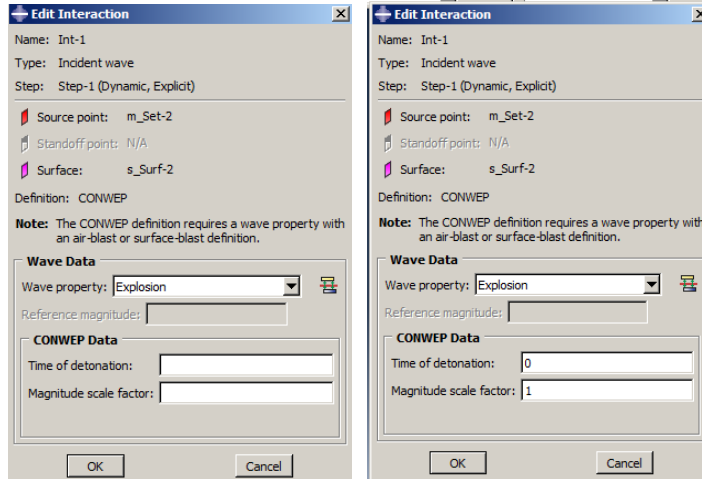 Edit Interaction
Name: Int-1
Type: Incident wave
Step: Step-1 (Dynamic, Explicit)
Source point: m_Set-2
Standoff point: N/A
Surface: s_Surf-2
Definition: CONWEP
Note: The CONWEP definition requires a wave property with
an air-blast or surface-blast definition.
Wave Data
Wave property: Explosion
Reference magnitude:
CONWEP Data
Time of detonation:
Magnitude scale factor:
OK Cancel
Edit Interaction
Name: Int-1
Type: Incident wave
Step: Step-1 (Dynamic, Explicit)
Source point: m_Set-2
Standoff point: N/A
Surface: s_Surf-2
Definition: CONWEP
Note: The CONWEP definition requires a wave property with
an air-blast or surface-blast definition.
Wave Data
Wave property: Explosion
Reference magnitude:
CONWEP Data
Time of detonation: 0
Magnitude scale factor: 1
OK Cancel